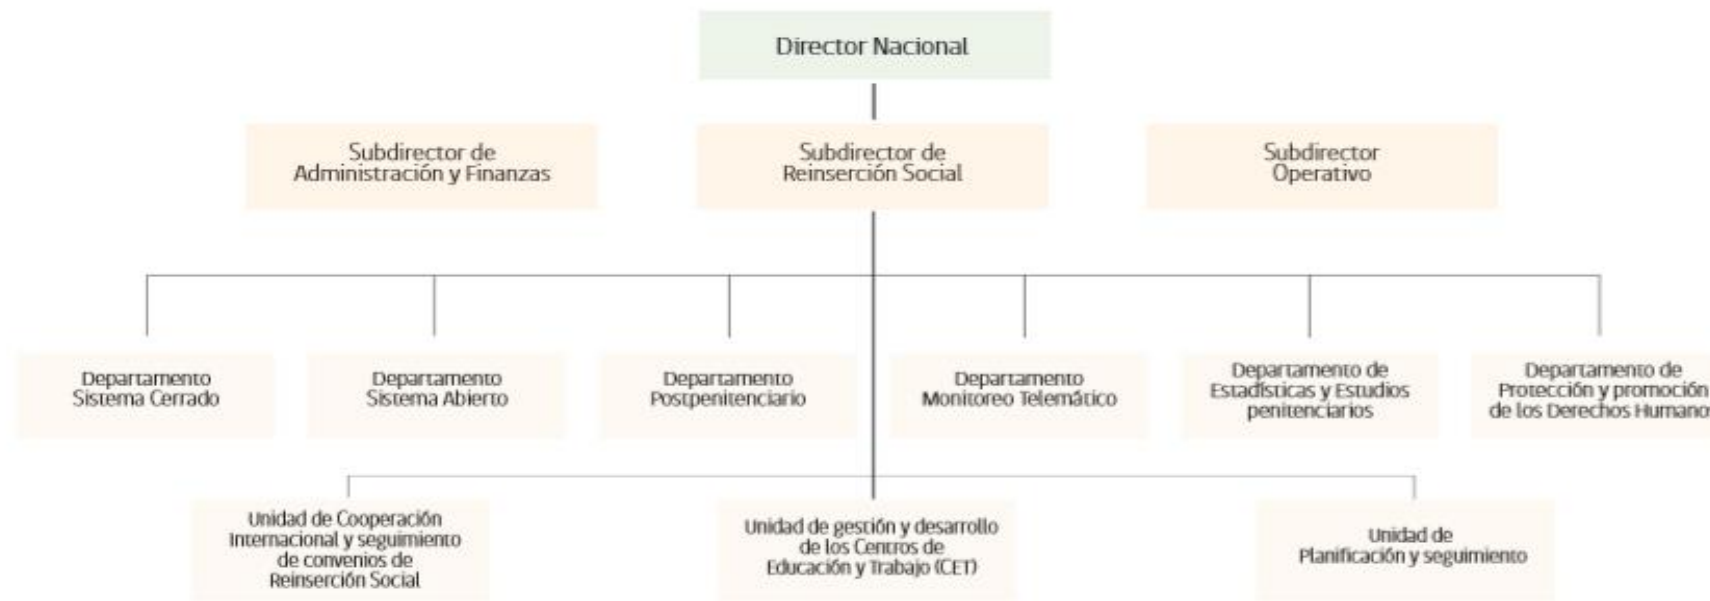 Director Nacional
Subdirector de
Administración y Finanzas
Subdirector de
Reinserción Social
Subdirector
Operativo
Departamento
Sistema Cerrado
Departamento
Sistema Abierto
Departamento
Postpenitenciario
Departamento
Monitoreo Telemático
Departamento de
Estadísticas y Estudios
penitenciarios
Departamento de
Protección y promoción
de los Derechos Humanos
Unidad de Cooperación
Internacional y seguimiento
de convenios de
Reinserción Social
Unidad de gestión y desarrollo
de los Centros de
Educación y Trabajo (CET)
Unidad de
Planificación y seguimiento